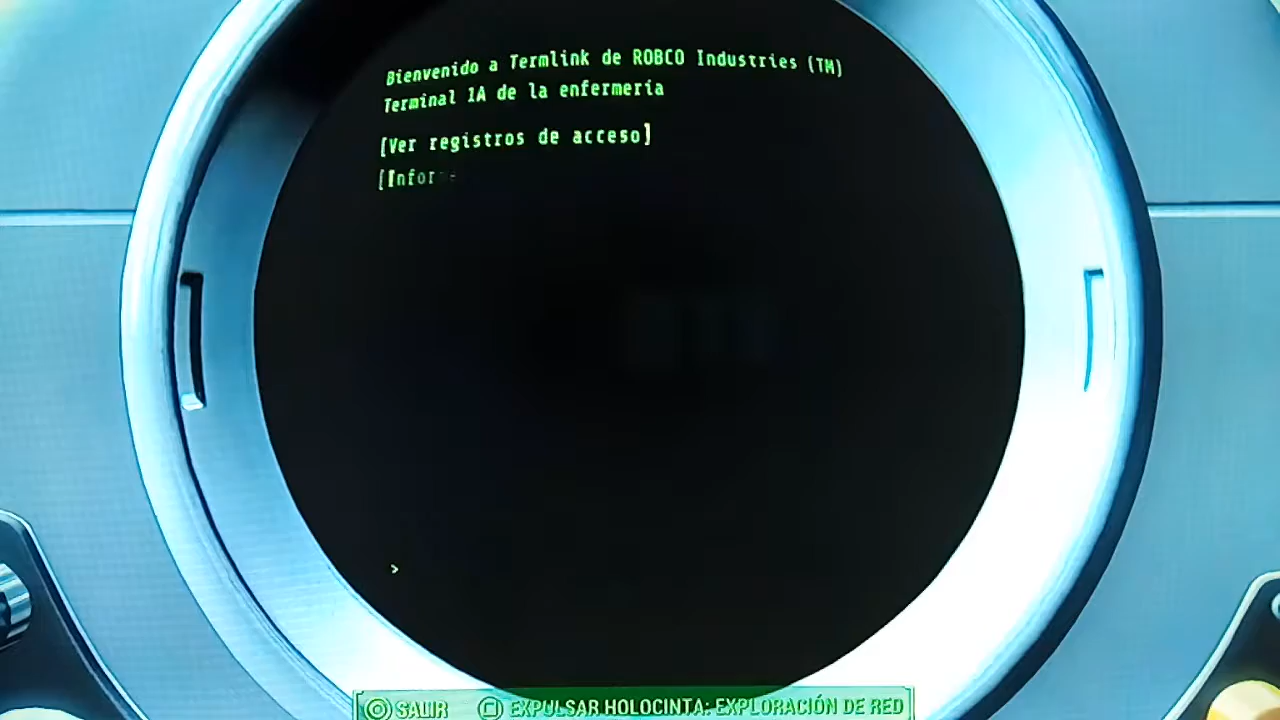 Bienvenido a Termlink de ROBCO Industries (TM)
Terminal 1A de la enfermería
[Ver registros de acceso]
[Infor
>
SALIR EXPULSAR HOLOCINTA: EXPLORACIÓN DE RED